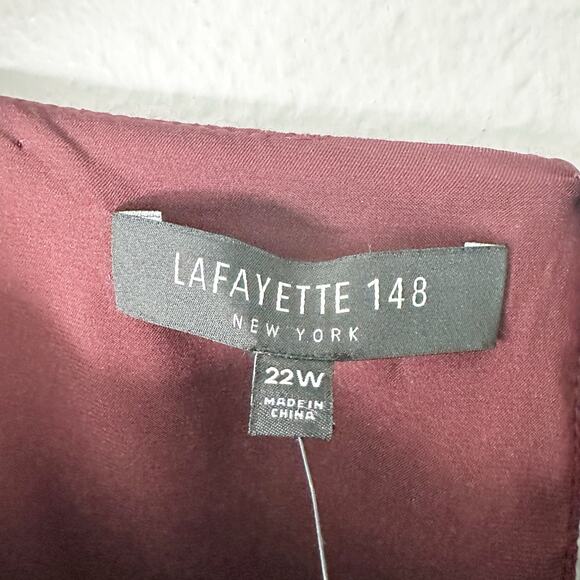 LAFAYETTE 148
NEW YORK
22W
MADE IN
CHINA